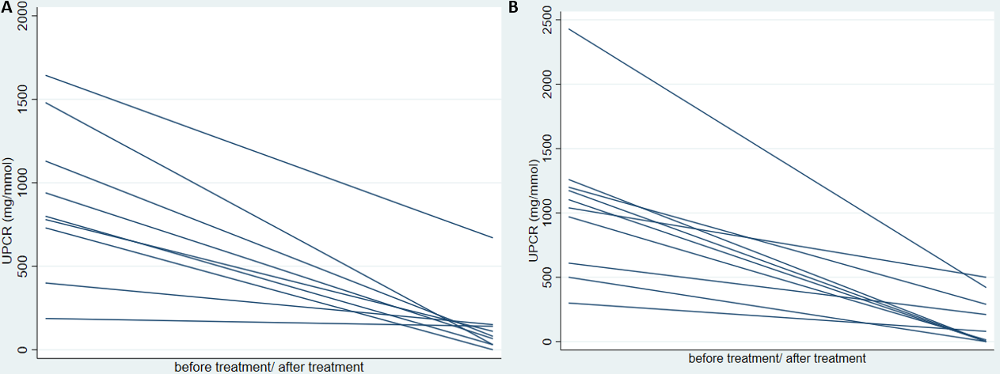 A
2000
1500
1000
500
0
UPCR (mg/mmol)
before treatment/ after treatment
B
2500
2000
1500
1000
500
0
UPCR (mg/mmol)
before treatment/ after treatment